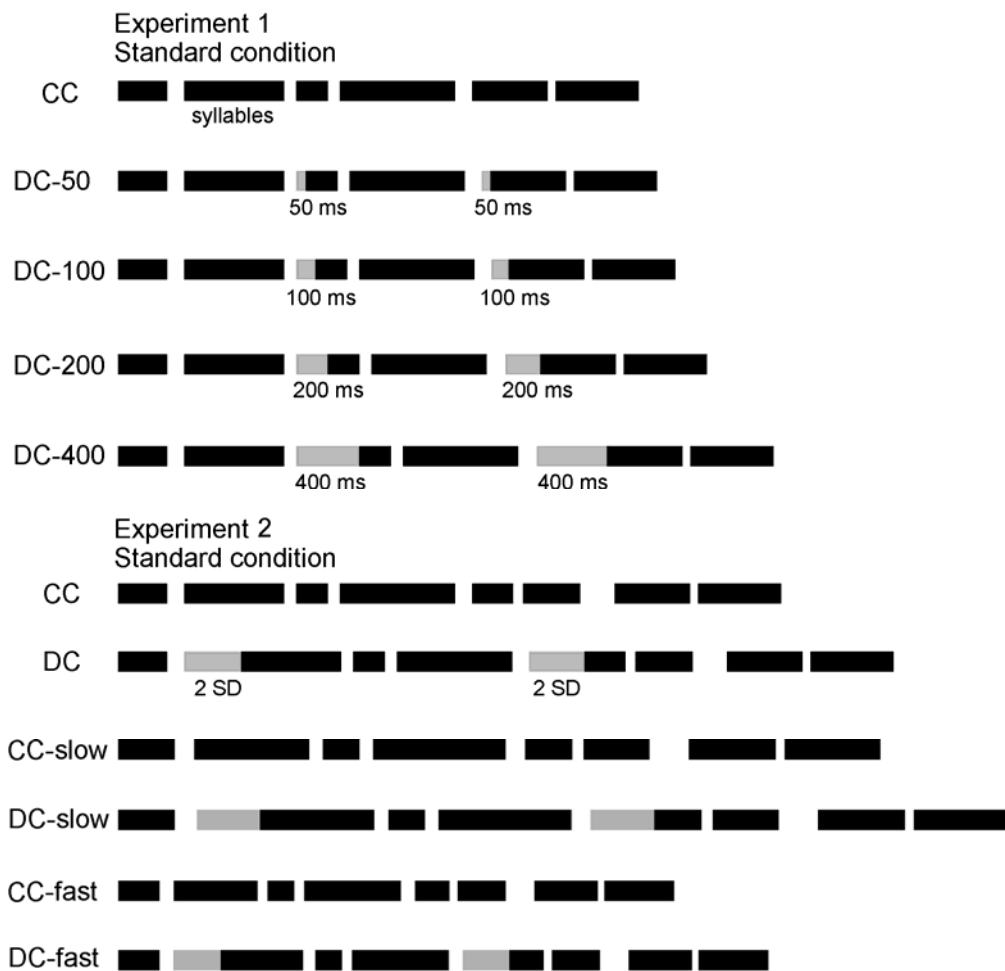 Experiment 1
Standard condition
CC
syllables
DC-50
50 ms 50 ms
DC-100
100 ms 100 ms
DC-200
200 ms 200 ms
DC-400
400 ms 400 ms
Experiment 2
Standard condition
CC
DC
2 SD 2 SD
CC-slow
DC-slow
CC-fast
DC-fast